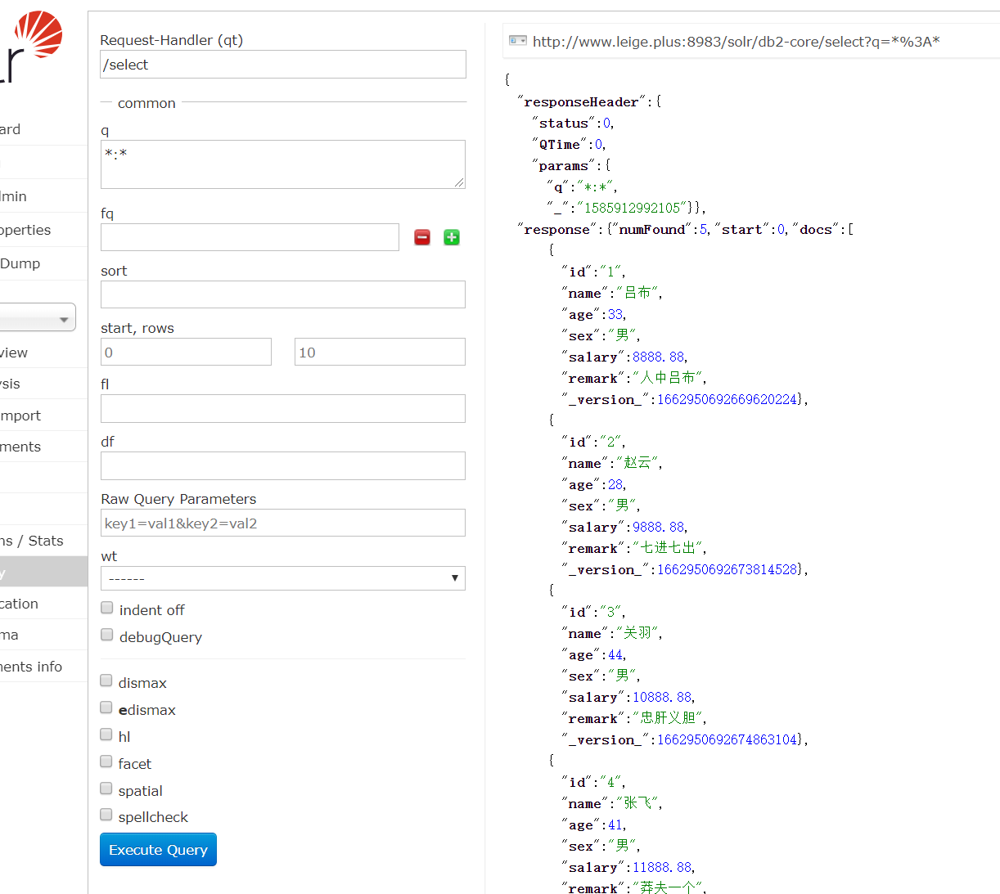 r
ard
dmin
operties
Dump
view
ysis
mport
ments
ns / Stats
y
cation
ma
ments info
Request-Handler (qt)
/select
common
q
*:*
fq
sort
start, rows
0
10
fl
df
Raw Query Parameters
key1=val1&key2=val2
wt
------
indent off
debugQuery
dismax
edismax
hl
facet
spatial
spellcheck
Execute Query
http://www.leige.plus:8983/solr/db2-core/select?q=*%3A*
{
"responseHeader":{
"status":0,
"QTime":0,
"params":{
"q":"*:*",
"_":"1585912992105"}},
"response":{"numFound":5,"start":0,"docs":[
{
"id":"1",
"name":"吕布",
"age":33,
"sex":"男",
"salary":8888.88,
"remark":"人中吕布",
"_version_":1662950692669620224},
{
"id":"2",
"name":"赵云",
"age":28,
"sex":"男",
"salary":9888.88,
"remark":"七进七出",
"_version_":1662950692673814528},
{
"id":"3",
"name":"关羽",
"age":44,
"sex":"男",
"salary":10888.88,
"remark":"忠肝义胆",
"_version_":1662950692674863104},
{
"id":"4",
"name":"张飞",
"age":41,
"sex":"男",
"salary":11888.88,
"remark":"莽夫一个",